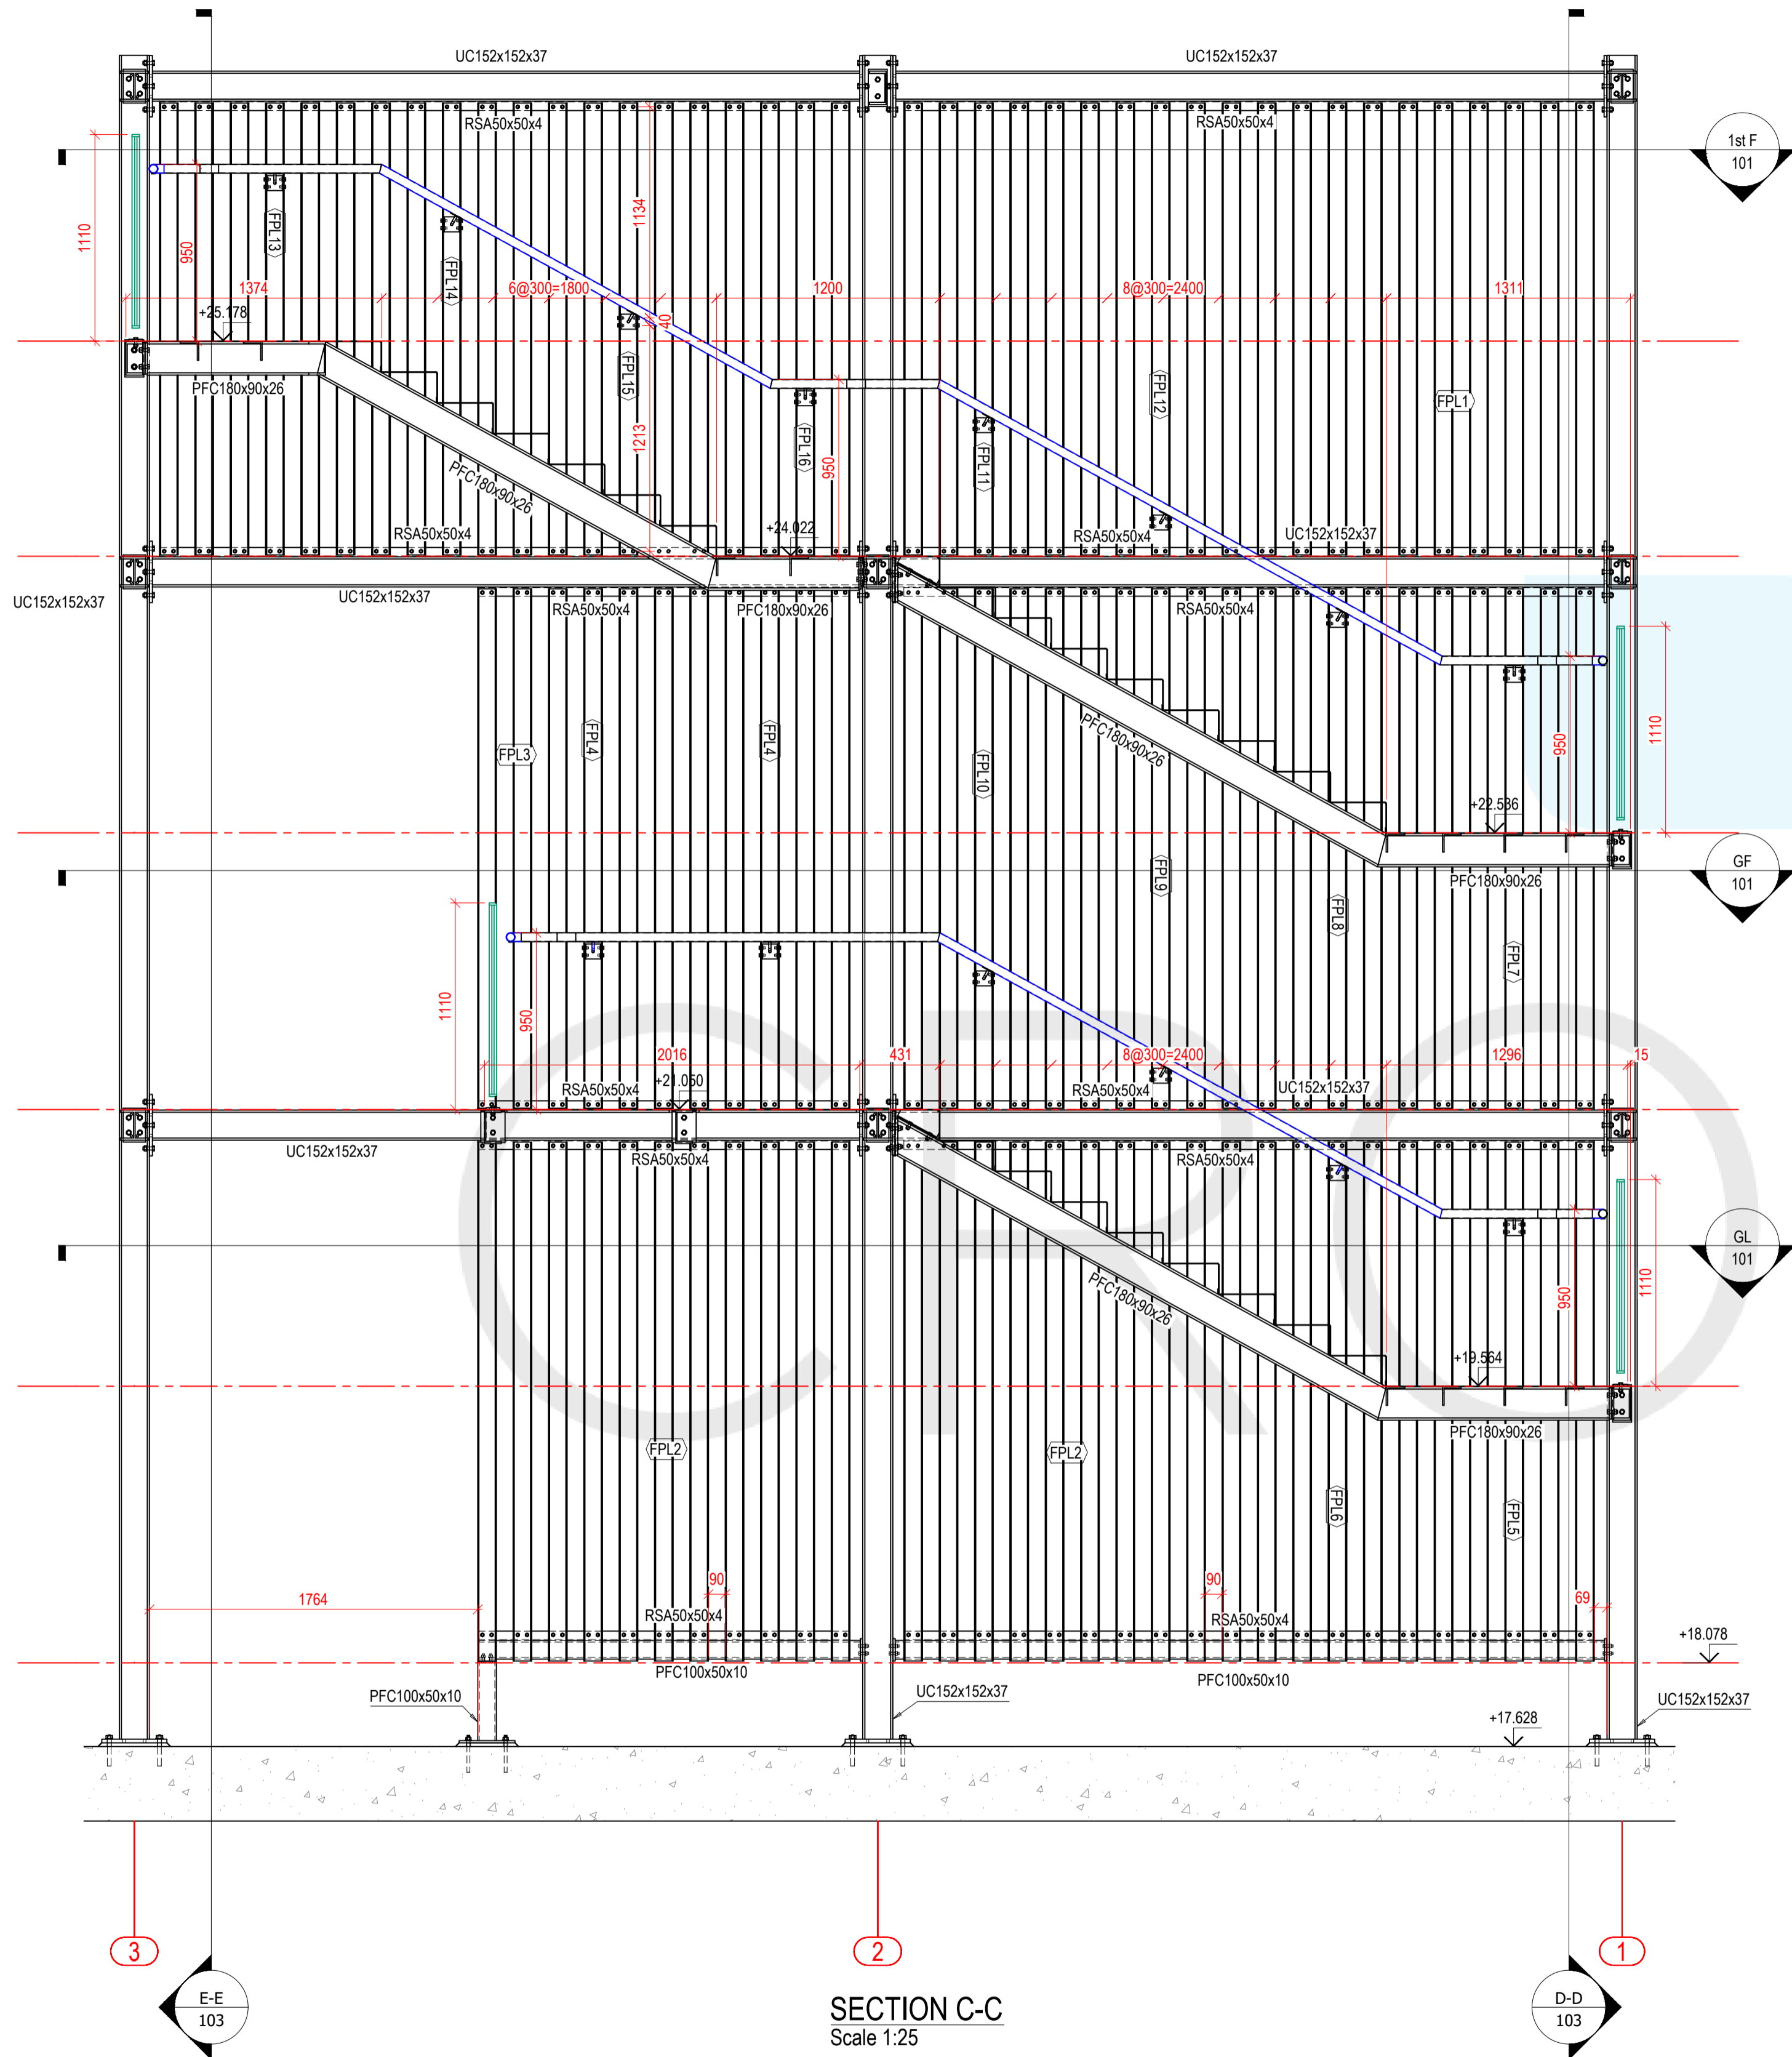 UC152x152x37
UC152x152x37
RSA50x50x4
RSA50x50x4
1st F
101
1110
950
FPL13
FPL14
1134
1374
6@300=1800
1200
8@300=2400
1311
+25.178
40
FPL15
FPL12
FPL1
PFC180x90x26
1213
FPL16
950
FPL11
PFC180x90x26
RSA50x50x4
+24.022
RSA50x50x4
UC152x152x37
UC152x152x37
UC152x152x37
RSA50x50x4
PFC180x90x26
RSA50x50x4
1110
950
FPL3
FPL4
FPL4
FPL10
PFC180x90x26
+22.536
GF
101
FPL9
PFC180x90x26
FPL8
FPL7
1110
950
2016
431
8@300=2400
1296
15
RSA50x50x4
+21.050
RSA50x50x4
UC152x152x37
UC152x152x37
RSA50x50x4
RSA50x50x4
GL
101
1110
950
PFC180x90x26
+19.564
PFC180x90x26
FPL2
FPL2
FPL6
FPL5
CRO
1764
90
90
69
RSA50x50x4
RSA50x50x4
+18.078
PFC100x50x10
PFC100x50x10
PFC100x50x10
UC152x152x37
UC152x152x37
+17.628
3
2
1
E-E
103
SECTION C-C
Scale 1:25
D-D
103